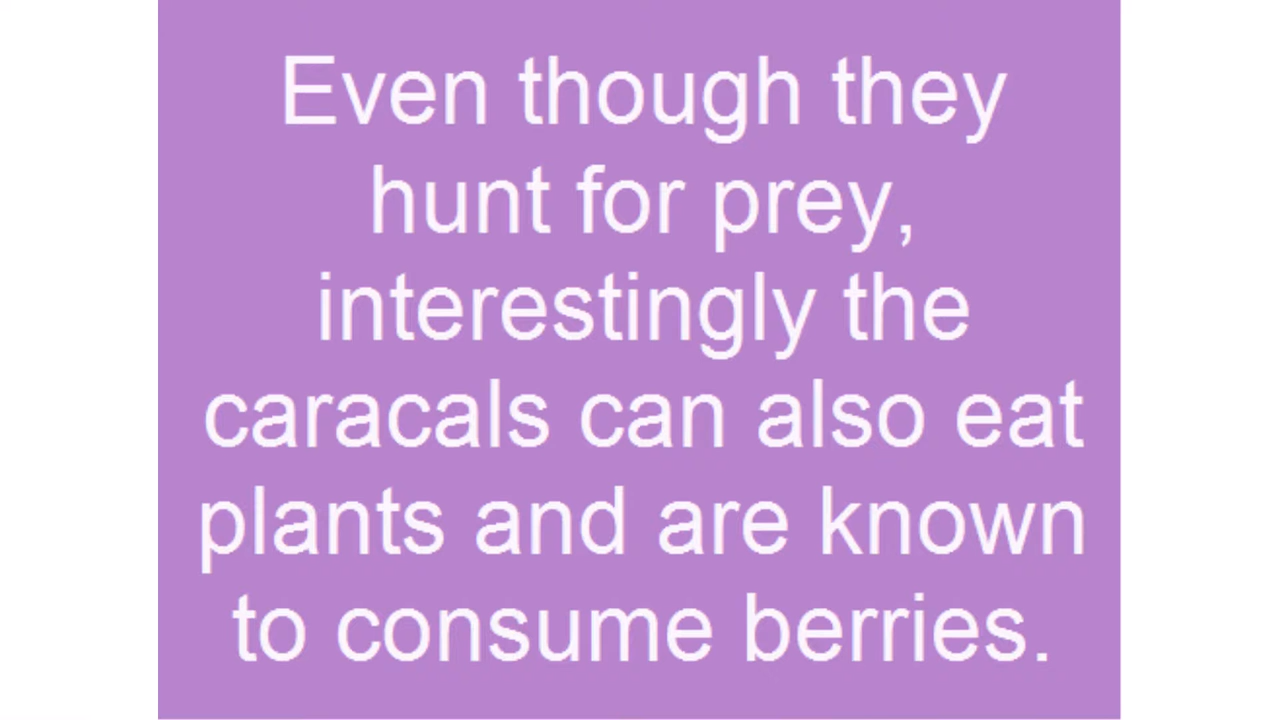 Even though they
hunt for prey,
interestingly the
caracals can also eat
plants and are known
to consume berries.